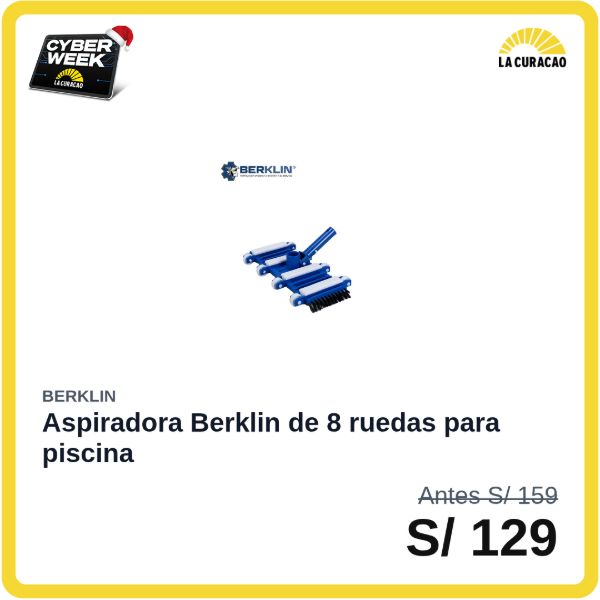 CYBER
WEEK
LA CURACAO
LA CURACAO
BERKLIN®
BERKLIN
Aspiradora Berklin de 8 ruedas para
piscina
Antes S/ 159
S/ 129